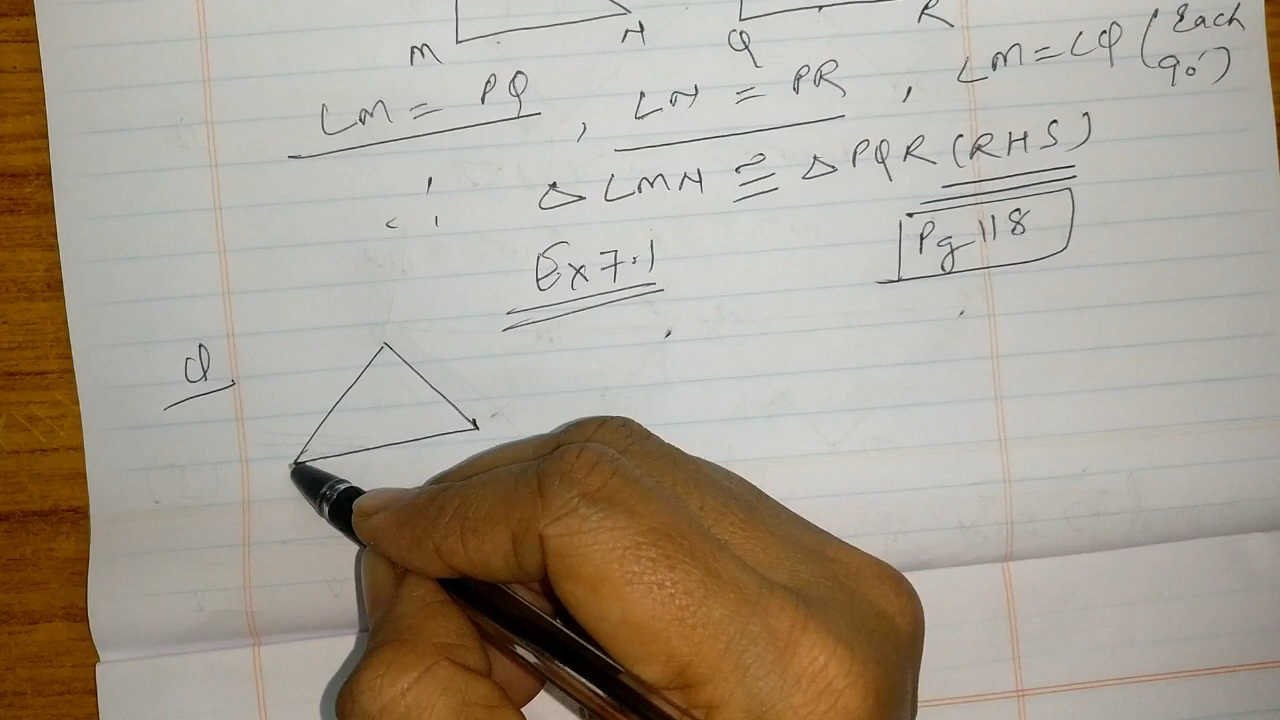 M N Q R
LM = PQ , LN = PR , ∠M = ∠Q (Each 90°)
∴ △ LMN ≅ △ PQR (RHS)
Ex 7.1
Pg 118
Q